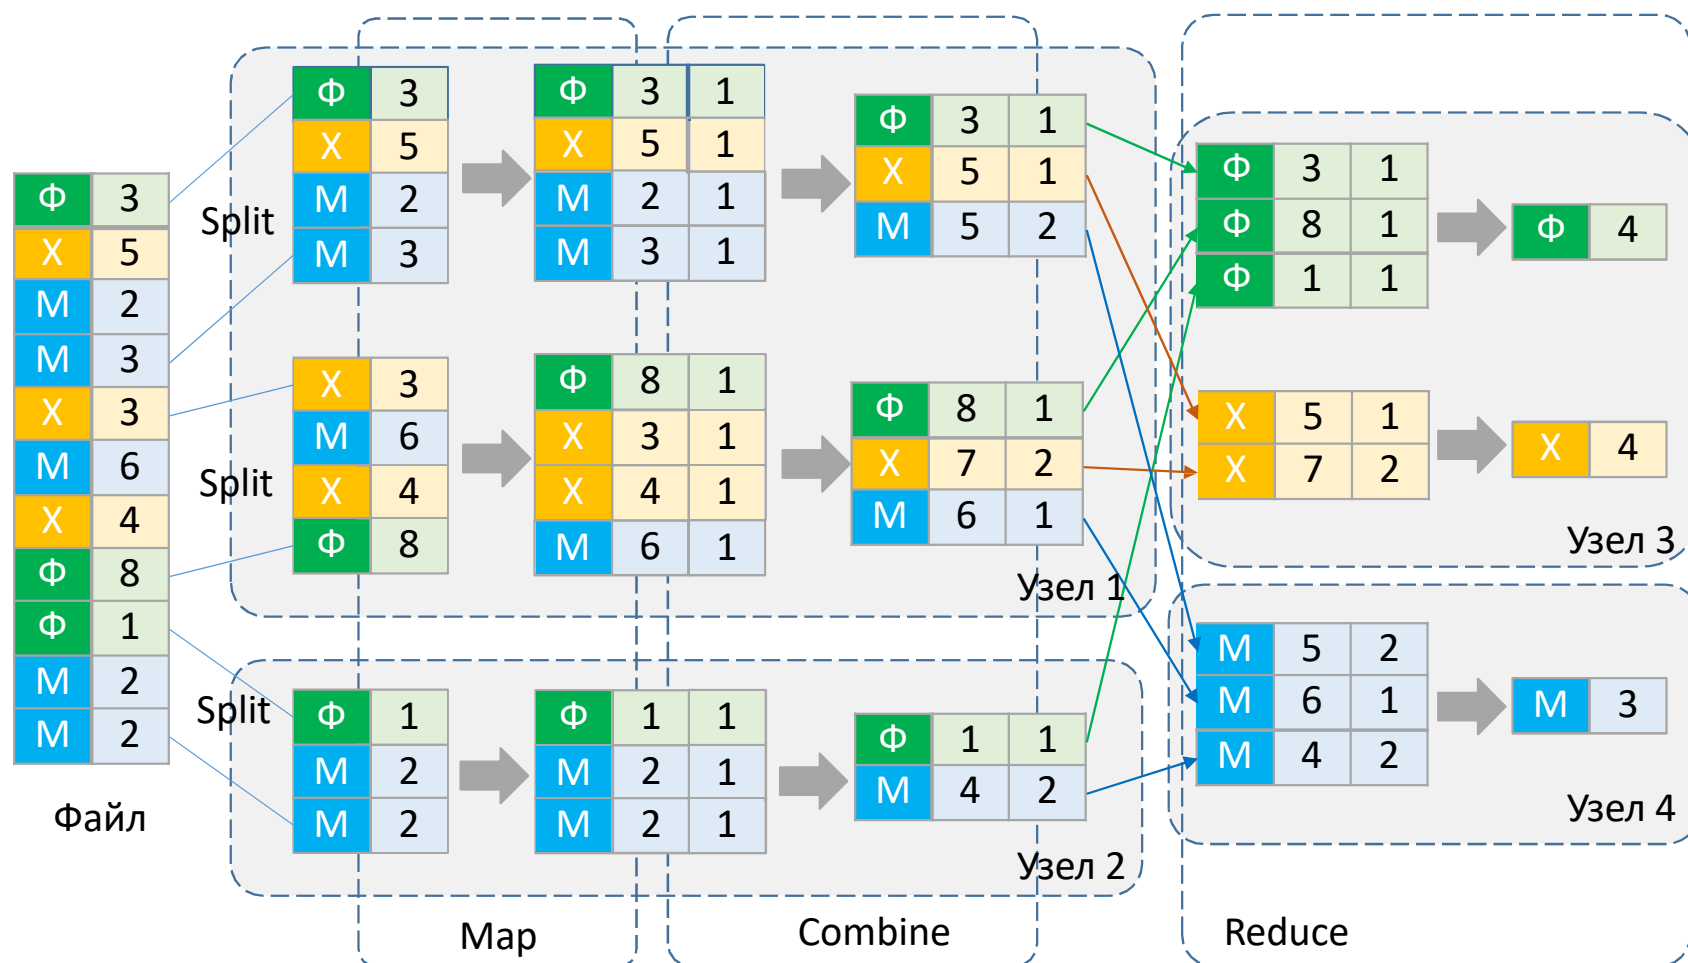 Файл
Ф 3
Х 5
М 2
М 3
Х 3
М 6
Х 4
Ф 8
Ф 1
М 2
М 2
Split
Ф 3
Х 5
М 2
М 3
Ф 3 1
Х 5 1
М 2 1
М 3 1
Ф 3 1
Х 5 1
М 5 2
Split
Х 3
М 6
Х 4
Ф 8
Ф 8 1
Х 3 1
Х 4 1
М 6 1
Ф 8 1
Х 7 2
М 6 1
Узел 1
Split
Ф 1
М 2
М 2
Ф 1 1
М 2 1
М 2 1
Ф 1 1
М 4 2
Узел 2
Ф 3 1
Ф 8 1
Ф 1 1
Ф 4
Х 5 1
Х 7 2
Х 4
Узел 3
М 5 2
М 6 1
М 4 2
М 3
Узел 4
Map
Combine
Reduce